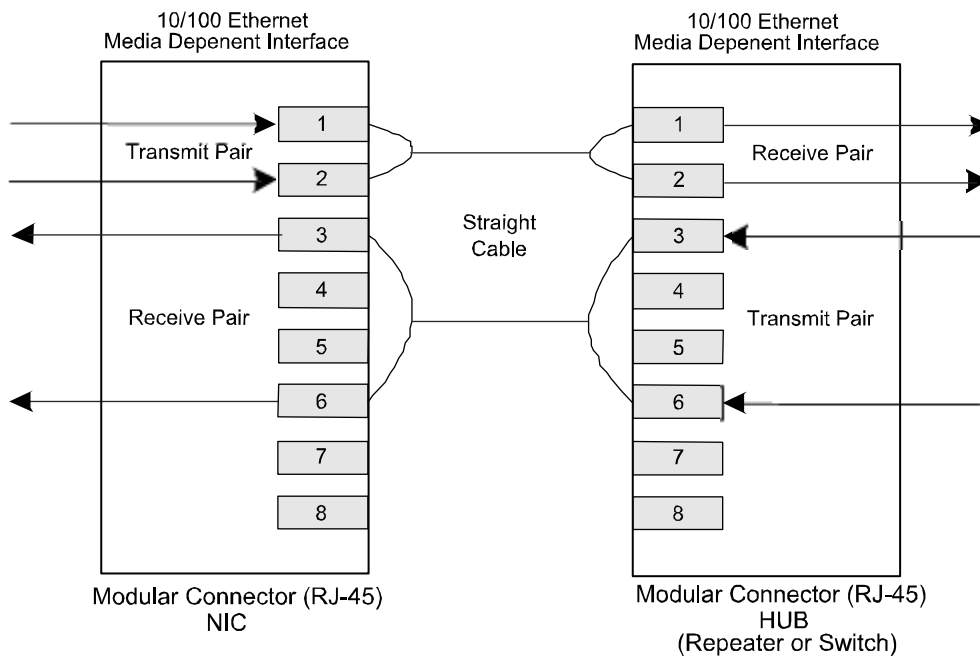 10/100 Ethernet
Media Depenent Interface
1
2
3
4
5
6
7
8
Transmit Pair
Receive Pair
Modular Connector (RJ-45)
NIC
Straight
Cable
10/100 Ethernet
Media Depenent Interface
1
2
3
4
5
6
7
8
Receive Pair
Transmit Pair
Modular Connector (RJ-45)
HUB
(Repeater or Switch)